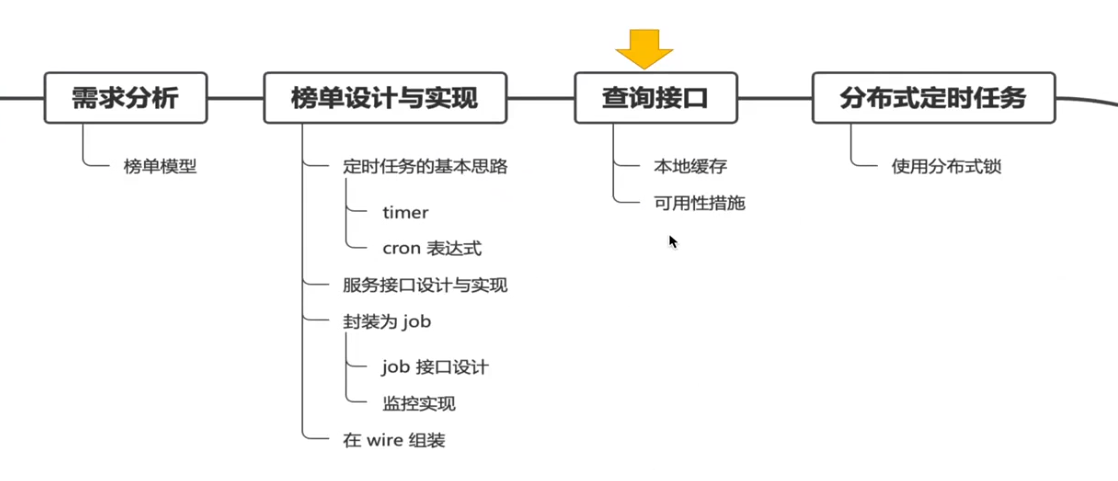 需求分析
榜单模型
榜单设计与实现
定时任务的基本思路
timer
cron 表达式
服务接口设计与实现
封装为 job
job 接口设计
监控实现
在 wire 组装
查询接口
本地缓存
可用性措施
分布式定时任务
使用分布式锁